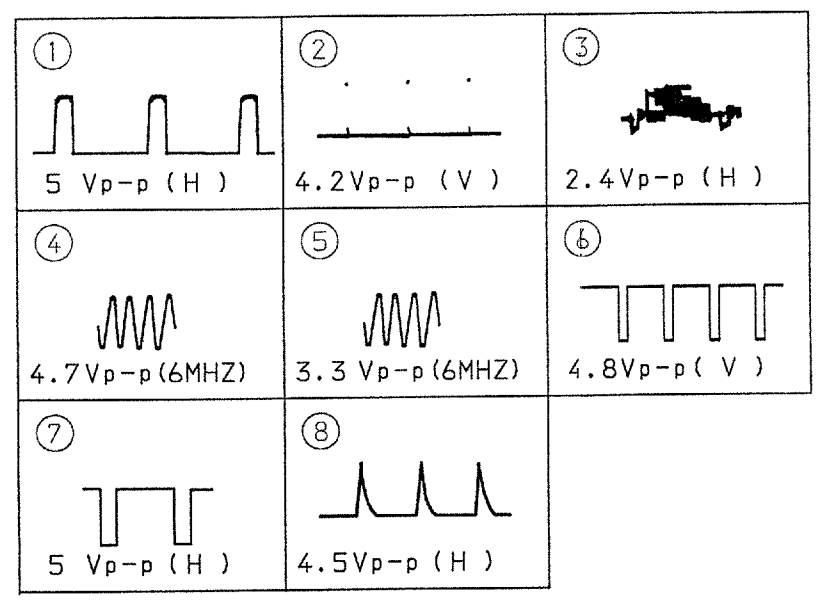 ①
5 Vp-p (H)
②
4.2Vp-p (V)
③
2.4Vp-p (H)
④
4.7Vp-p(6MHZ)
⑤
3.3 Vp-p(6MHZ)
⑥
4.8Vp-p( V )
⑦
5 Vp-p (H)
⑧
4.5Vp-p (H)